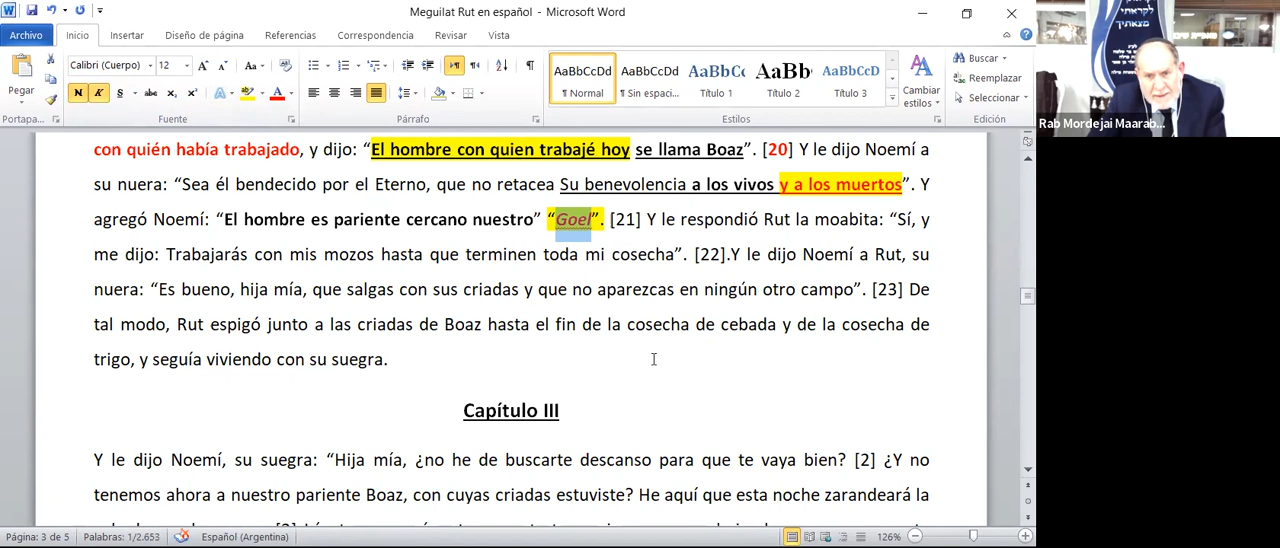 Meguilat Rut en español - Microsoft Word
Archivo Inicio Insertar Diseño de página Referencias Correspondencia Revisar Vista
Pegar
Calibri (Cuerpo) 12
N K S abc x₂ x² A A
Portapa... Fuente Párrafo Estilos Edición
AaBbCcDd AaBbCcDd AaBbCc AaBb AaBbCcD
¶ Normal ¶ Sin espaci... Título 1 Título 2 Título 3
Cambiar estilos
Buscar
Reemplazar
Seleccionar
con quién había trabajado, y dijo: “El hombre con quien trabajé hoy se llama Boaz”. [20] Y le dijo Noemí a
su nuera: “Sea él bendecido por el Eterno, que no retacea Su benevolencia a los vivos y a los muertos”. Y
agregó Noemí: “El hombre es pariente cercano nuestro” “Goel”. [21] Y le respondió Rut la moabita: “Sí, y
me dijo: Trabajarás con mis mozos hasta que terminen toda mi cosecha”. [22].Y le dijo Noemí a Rut, su
nuera: “Es bueno, hija mía, que salgas con sus criadas y que no aparezcas en ningún otro campo”. [23] De
tal modo, Rut espigó junto a las criadas de Boaz hasta el fin de la cosecha de cebada y de la cosecha de
trigo, y seguía viviendo con su suegra.
Capítulo III
Y le dijo Noemí, su suegra: “Hija mía, ¿no he de buscarte descanso para que te vaya bien? [2] ¿Y no
tenemos ahora a nuestro pariente Boaz, con cuyas criadas estuviste? He aquí que esta noche zarandeará la
Página: 3 de 5 Palabras: 1/2.653 Español (Argentina) 126%
לקראתי
מצאתיך
Rab Mordejai Maarab...